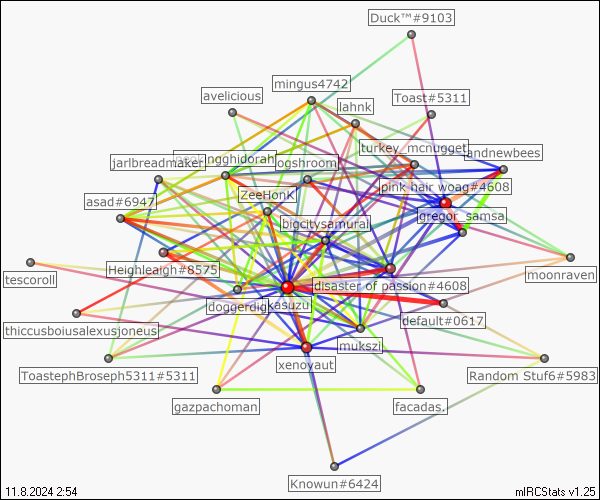 Duck™#9103
mingus4742
avelicious
lahnk
Toast#5311
turkey_mcnugget
andnewbees
jarlbreadmaker
ogshroom
pink hair woag#4608
ZeeHonK
asad#6947
gregor_samsa
bigcitysamurai
Heighleaigh#8575
moonraven
tescoroll
disaster of passion#4608
doggerdig
kasuzu
default#0617
thiccusboiusalexusjoneus
mukszi
xenoyaut
ToastephBroseph5311#5311
Random Stuf6#5983
gazpachoman
facadas.
Knowun#6424
11.8.2024 2:54
mIRCStats v1.25